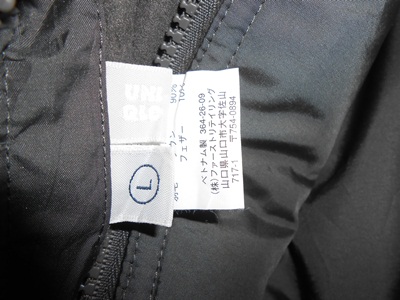 UNI
QLO
L
ダウン 90%
フェザー 10%
ベトナム製 364-26-09
(株)ファーストリテイリング
山口県山口市大字佐山
717-1 〒754-0894